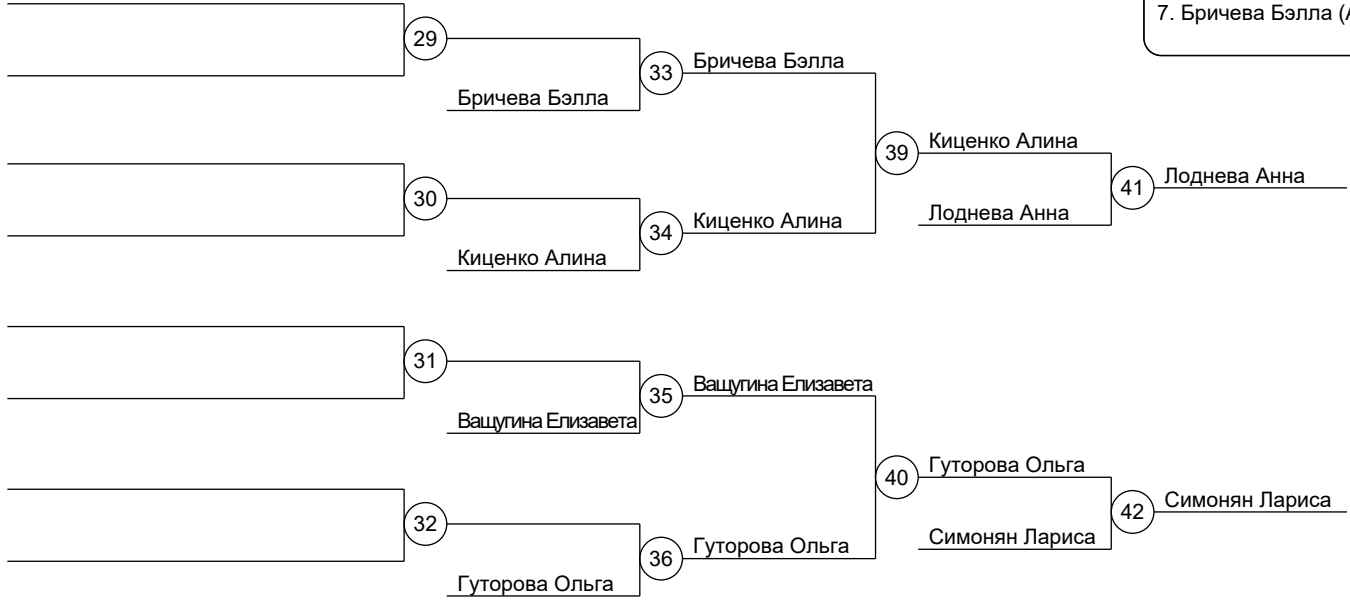 7. Бричева Бэлла (
29
33
Бричева Бэлла
Бричева Бэлла
39
Киценко Алина
30
34
Киценко Алина
Киценко Алина
Лоднева Анна
41
Лоднева Анна
31
35
Ващугина Елизавета
Ващугина Елизавета
40
Гуторова Ольга
32
36
Гуторова Ольга
Гуторова Ольга
Симонян Лариса
42
Симонян Лариса